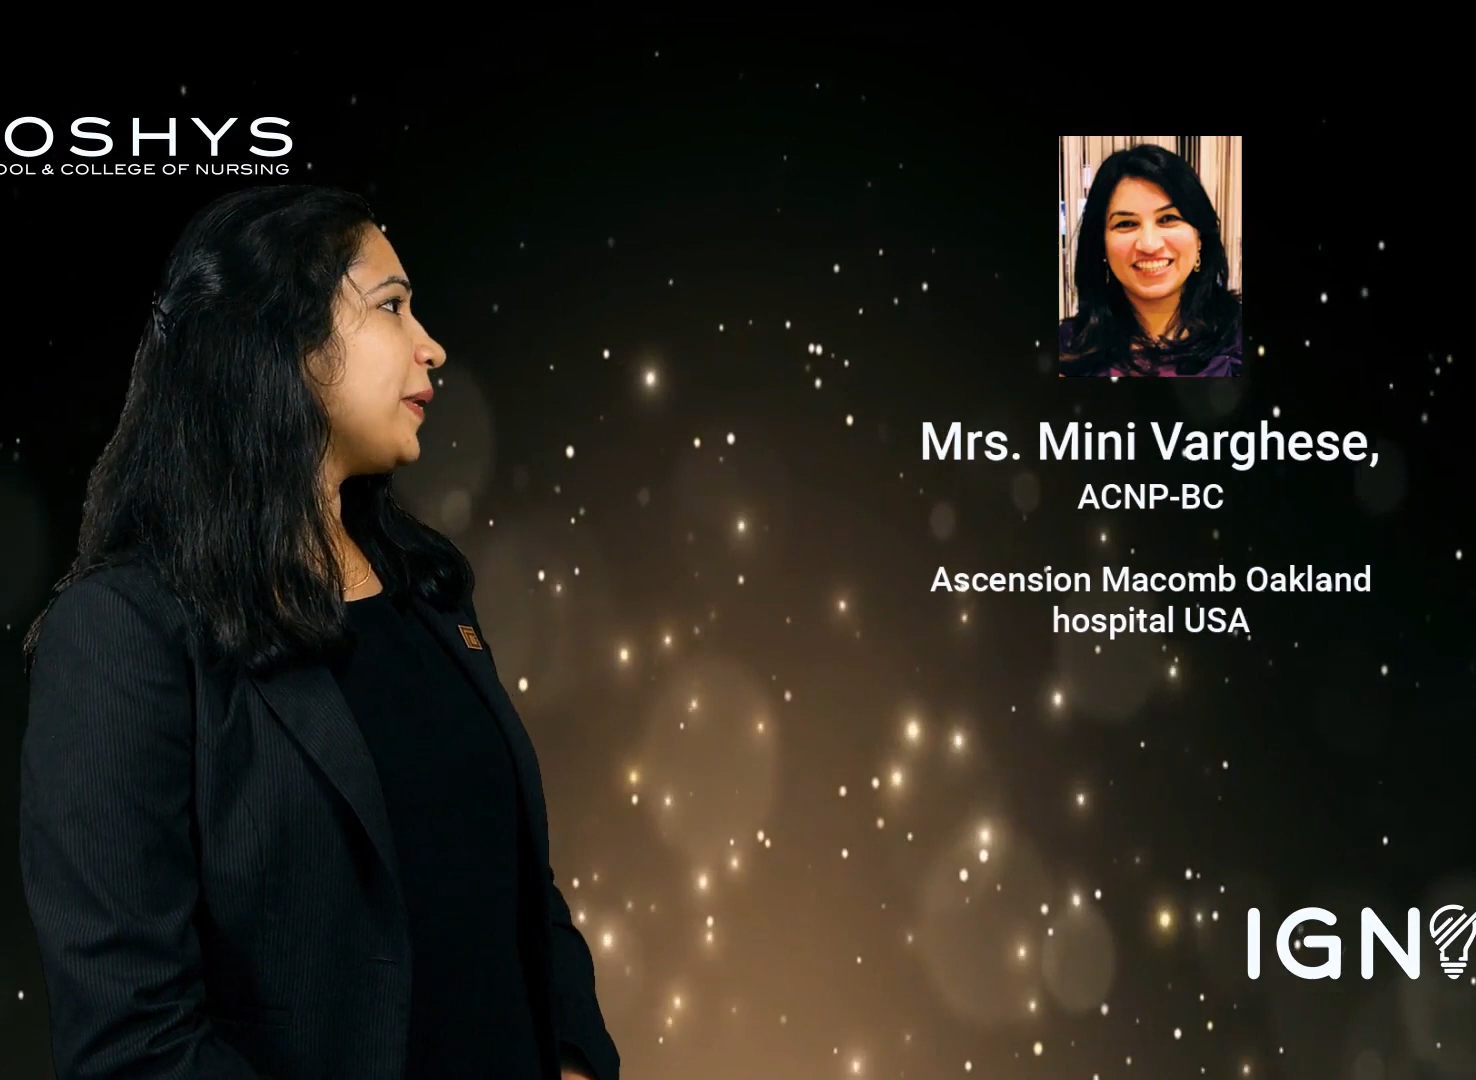 OSHYS
OOL & COLLEGE OF NURSING
Mrs. Mini Varghese,
ACNP-BC
Ascension Macomb Oakland
hospital USA
IGN